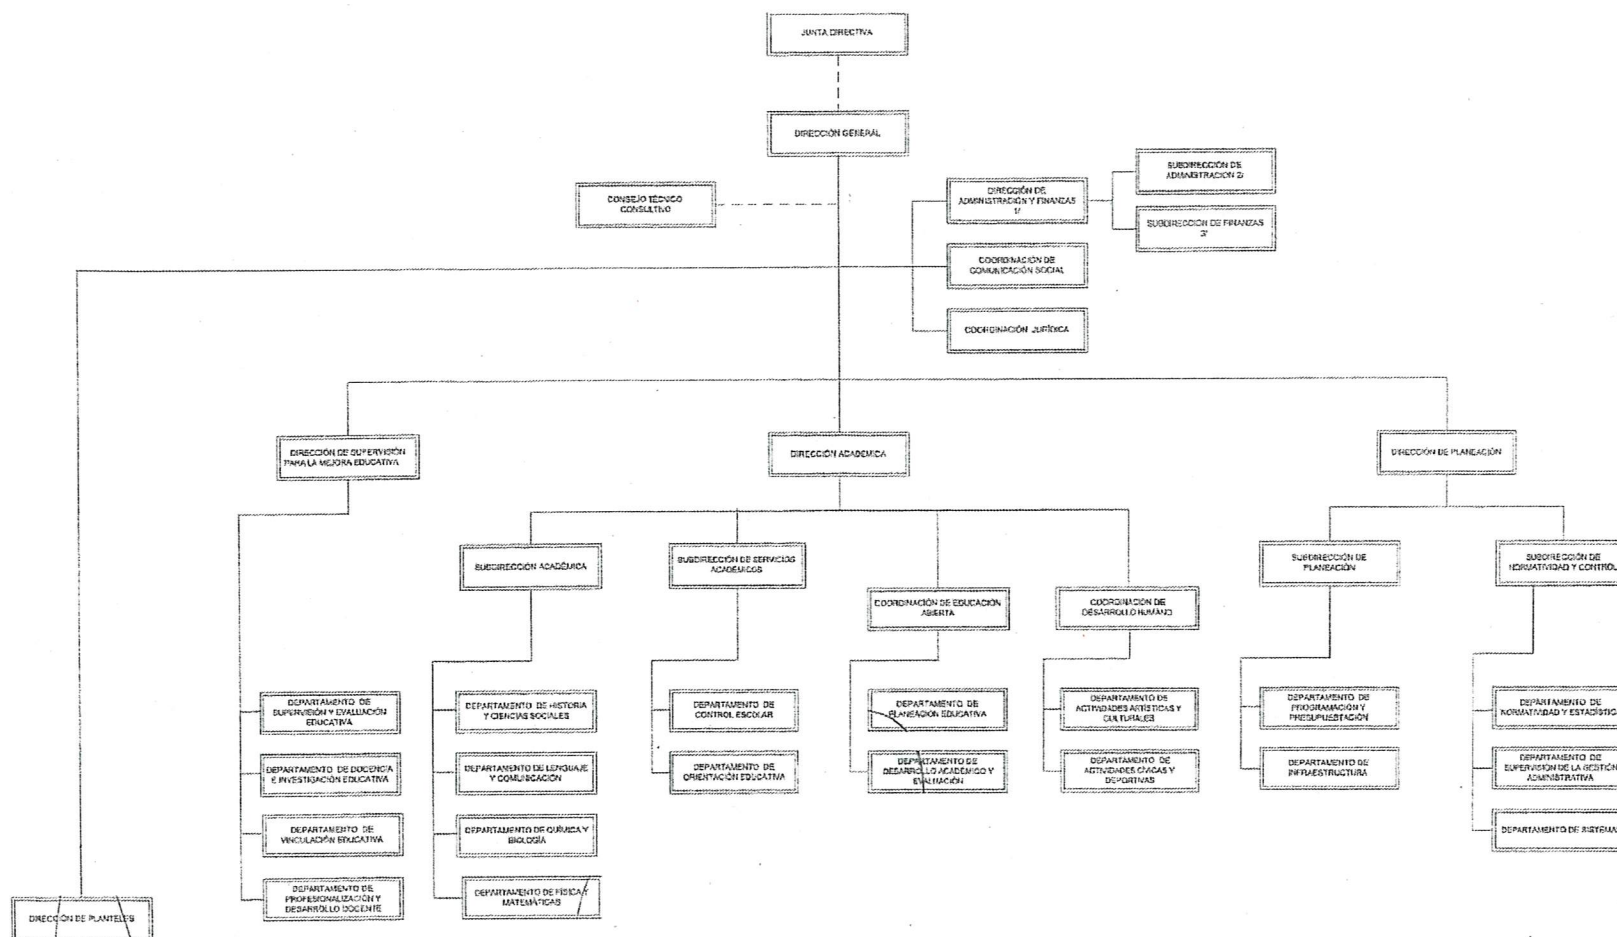 JUNTA DIRECTIVA
DIRECCIÓN GENERAL
CONSEJO TÉCNICO
CONSULTIVO
DIRECCIÓN DE
ADMINISTRACIÓN Y FINANZAS
1/
SUBDIRECCIÓN DE
ADMINISTRACION 2/
SUBDIRECCIÓN DE FINANZAS
3/
COORDINACIÓN DE
COMUNICACIÓN SOCIAL
COORDINACIÓN JURÍDICA
DIRECCIÓN DE SUPERVISIÓN
PARA LA MEJORA EDUCATIVA
DIRECCIÓN ACADÉMICA
DIRECCIÓN DE PLANEACIÓN
SUBDIRECCIÓN ACADÉMICA
SUBDIRECCIÓN DE SERVICIOS
ACADÉMICOS
COORDINACIÓN DE EDUCACIÓN
ABIERTA
COORDINACIÓN DE
DESARROLLO HUMANO
SUBDIRECCIÓN DE
PLANEACIÓN
SUBDIRECCIÓN DE
NORMATIVIDAD Y CONTROL
DEPARTAMENTO DE
SUPERVISIÓN Y EVALUACIÓN
EDUCATIVA
DEPARTAMENTO DE HISTORIA
Y CIENCIAS SOCIALES
DEPARTAMENTO DE
CONTROL ESCOLAR
DEPARTAMENTO DE
PLANEACIÓN EDUCATIVA
DEPARTAMENTO DE
ACTIVIDADES ARTÍSTICAS Y
CULTURALES
DEPARTAMENTO DE
PROGRAMACIÓN Y
PRESUPUESTACIÓN
DEPARTAMENTO DE
NORMATIVIDAD Y ESTADÍSTICA
DEPARTAMENTO DE DOCENCIA
E INVESTIGACIÓN EDUCATIVA
DEPARTAMENTO DE LENGUAJE
Y COMUNICACIÓN
DEPARTAMENTO DE
ORIENTACIÓN EDUCATIVA
DEPARTAMENTO DE
DESARROLLO ACADÉMICO Y
EVALUACIÓN
DEPARTAMENTO DE
ACTIVIDADES CÍVICAS Y
DEPORTIVAS
DEPARTAMENTO DE
INFRAESTRUCTURA
DEPARTAMENTO DE
SUPERVISIÓN DE LA GESTIÓN
ADMINISTRATIVA
DEPARTAMENTO DE
VINCULACIÓN EDUCATIVA
DEPARTAMENTO DE QUÍMICA Y
BIOLOGÍA
DEPARTAMENTO DE SISTEMAS
DEPARTAMENTO DE
PROFESIONALIZACIÓN Y
DESARROLLO DOCENTE
DEPARTAMENTO DE FÍSICA Y
MATEMÁTICAS
DIRECCIÓN DE PLANTELES